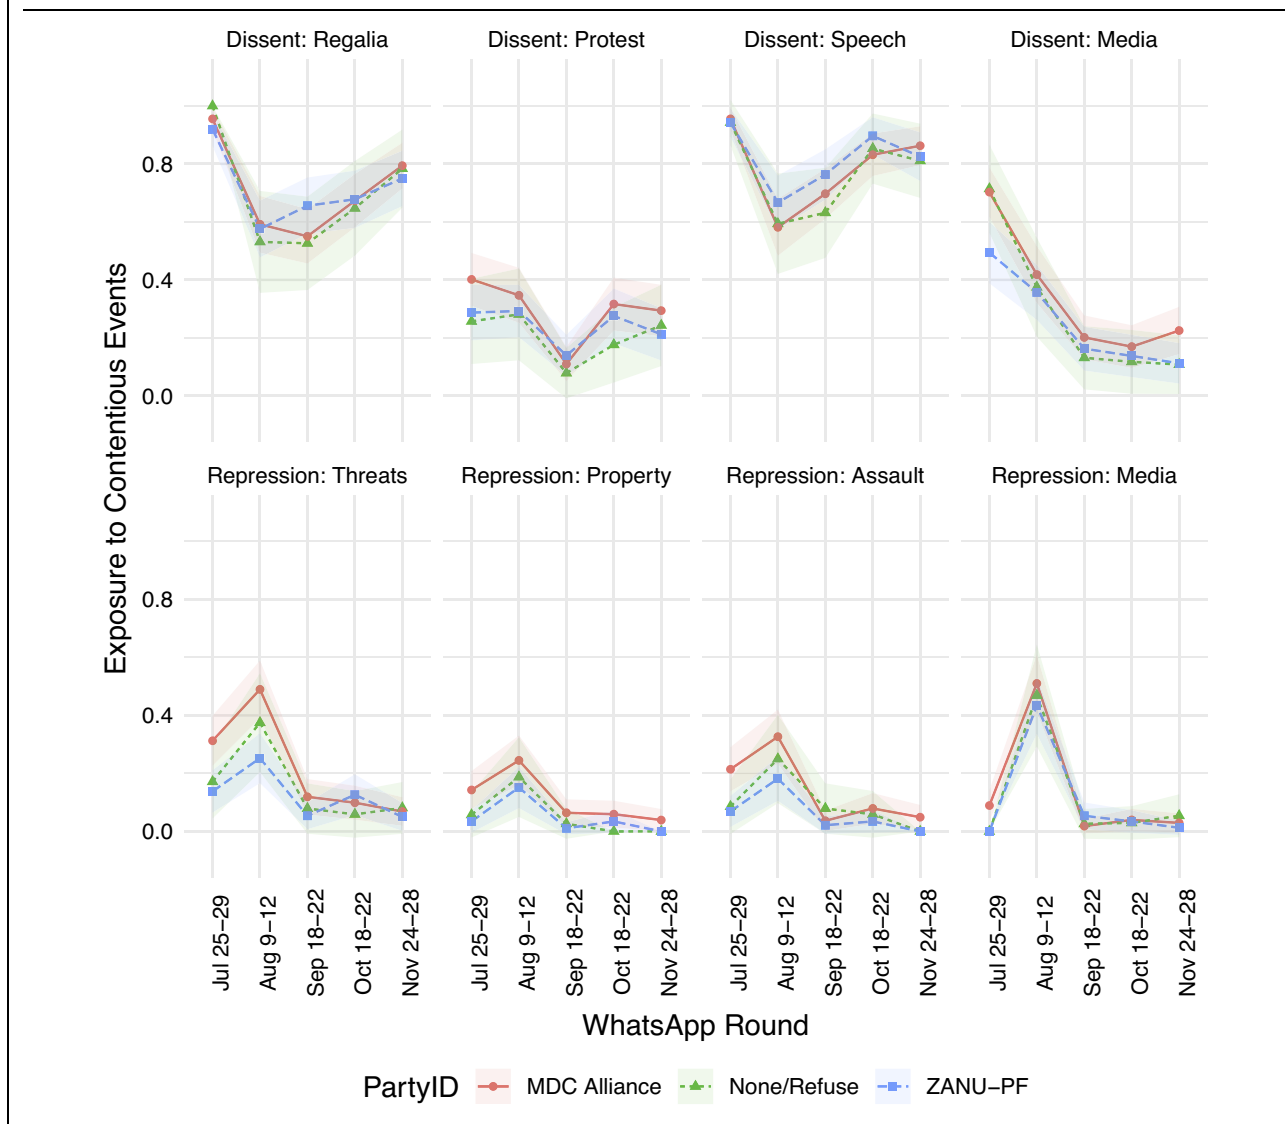 Dissent: Regalia
Dissent: Protest
Dissent: Speech
Dissent: Media
0.8
0.4
0.0
Exposure to Contentious Events
Repression: Threats
Repression: Property
Repression: Assault
Repression: Media
0.8
0.4
0.0
Jul 25–29
Aug 9–12
Sep 18–22
Oct 18–22
Nov 24–28
Jul 25–29
Aug 9–12
Sep 18–22
Oct 18–22
Nov 24–28
Jul 25–29
Aug 9–12
Sep 18–22
Oct 18–22
Nov 24–28
Jul 25–29
Aug 9–12
Sep 18–22
Oct 18–22
Nov 24–28
WhatsApp Round
PartyID MDC Alliance None/Refuse ZANU−PF